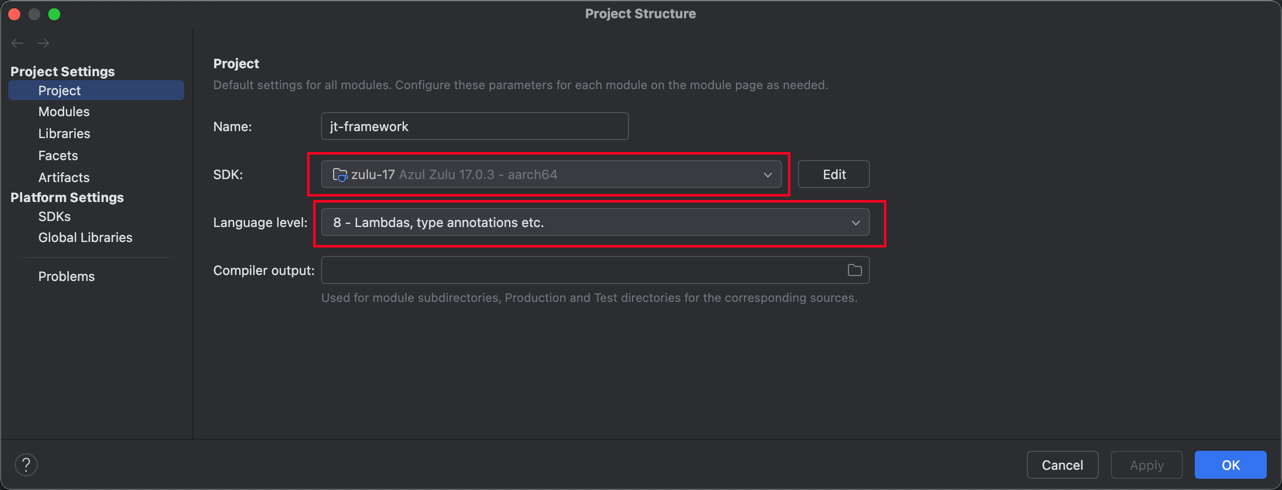 Project Structure
Project Settings
Project
Modules
Libraries
Facets
Artifacts
Platform Settings
SDKs
Global Libraries
Problems
Project
Default settings for all modules. Configure these parameters for each module on the module page as needed.
Name: jt-framework
SDK: zulu-17 Azul Zulu 17.0.3 - aarch64 Edit
Language level: 8 - Lambdas, type annotations etc.
Compiler output:
Used for module subdirectories, Production and Test directories for the corresponding sources.
? Cancel Apply OK